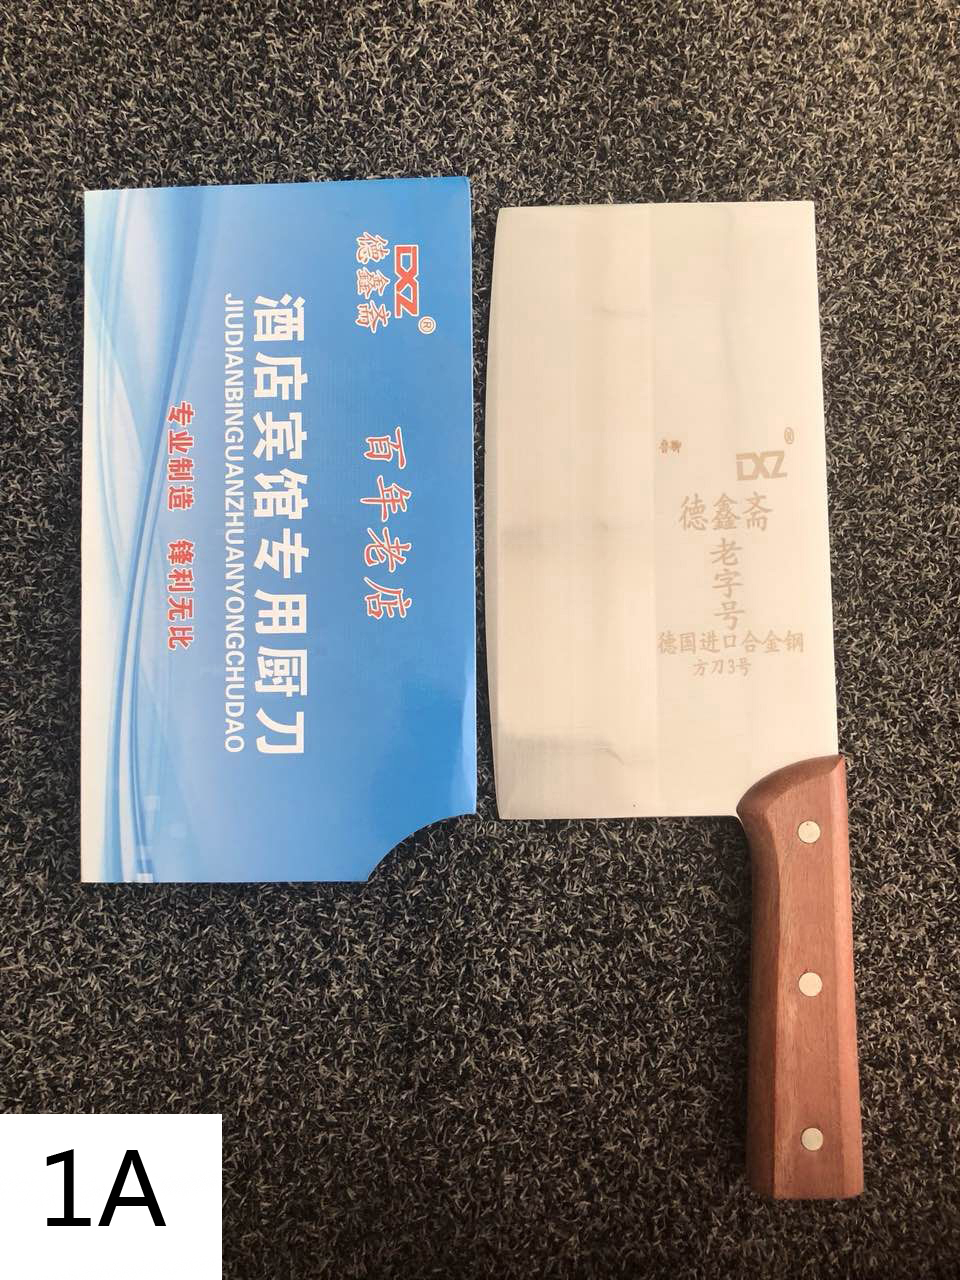 DXZ®
德鑫斋
百年老店
酒店宾馆专用厨刀
JIUDIANBINGUANZHUANYONGCHUDAO
专业制造 锋利无比
®
DXZ
德鑫斋
老字号
德国进口合金钢
方刀3号
1A